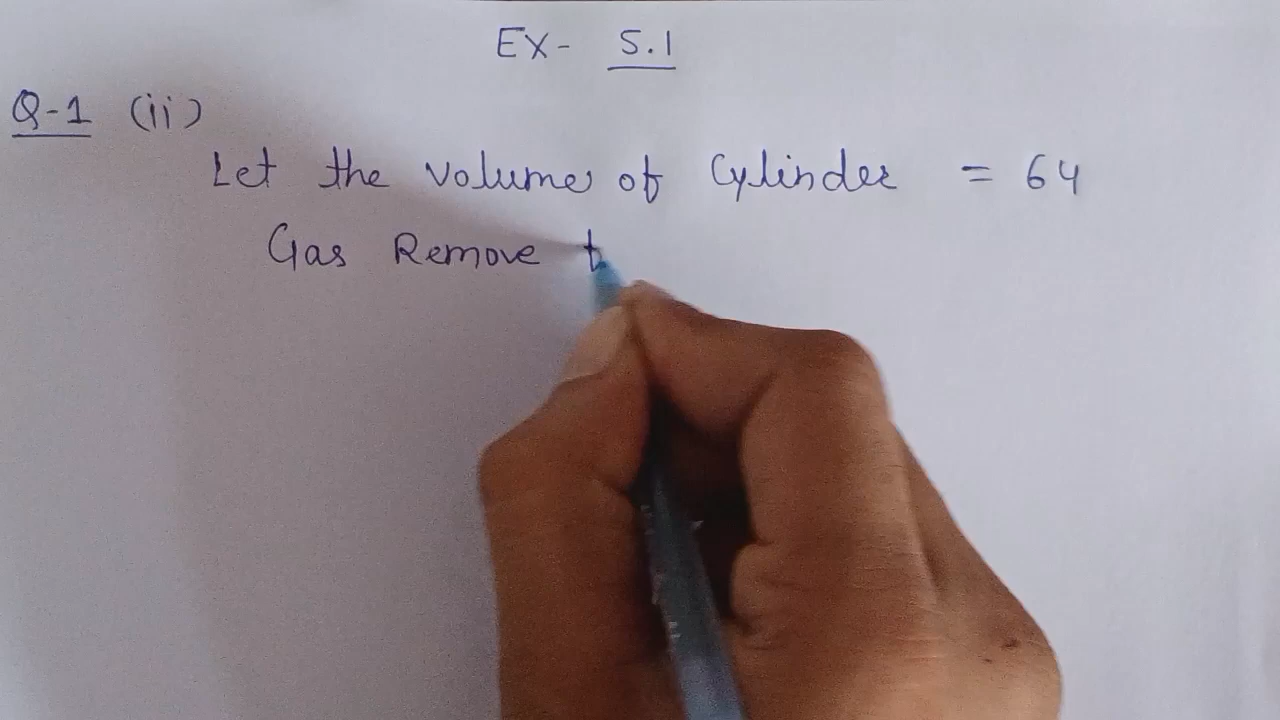 Ex- 5.1
Q-1 (ii)
Let the volume of Cylinder = 64
Gas Remove t